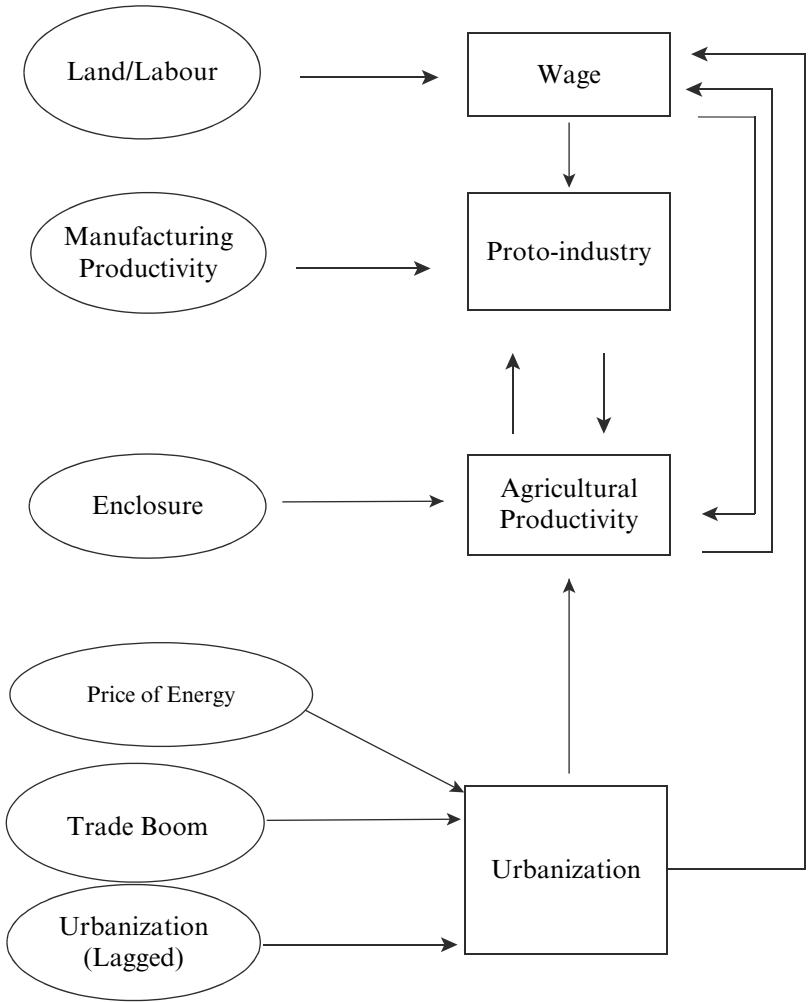 Land/Labour
Wage
Manufacturing
Productivity
Proto-industry
Enclosure
Agricultural
Productivity
Price of Energy
Trade Boom
Urbanization
Urbanization
(Lagged)